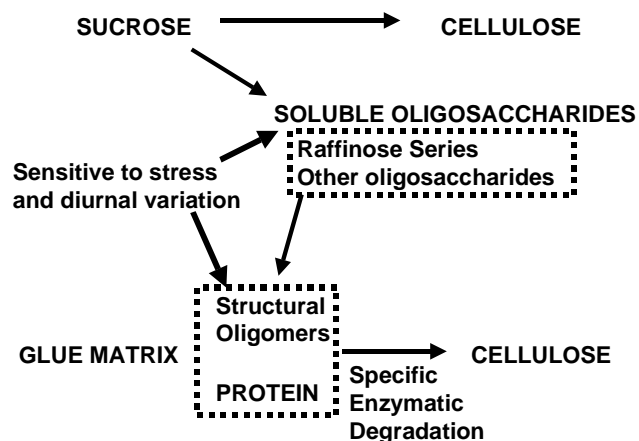 SUCROSE
CELLULOSE
SOLUBLE OLIGOSACCHARIDES
Raffinose Series
Other oligosaccharides
Sensitive to stress
and diurnal variation
Structural
Oligomers
GLUE MATRIX
CELLULOSE
PROTEIN
Specific
Enzymatic
Degradation